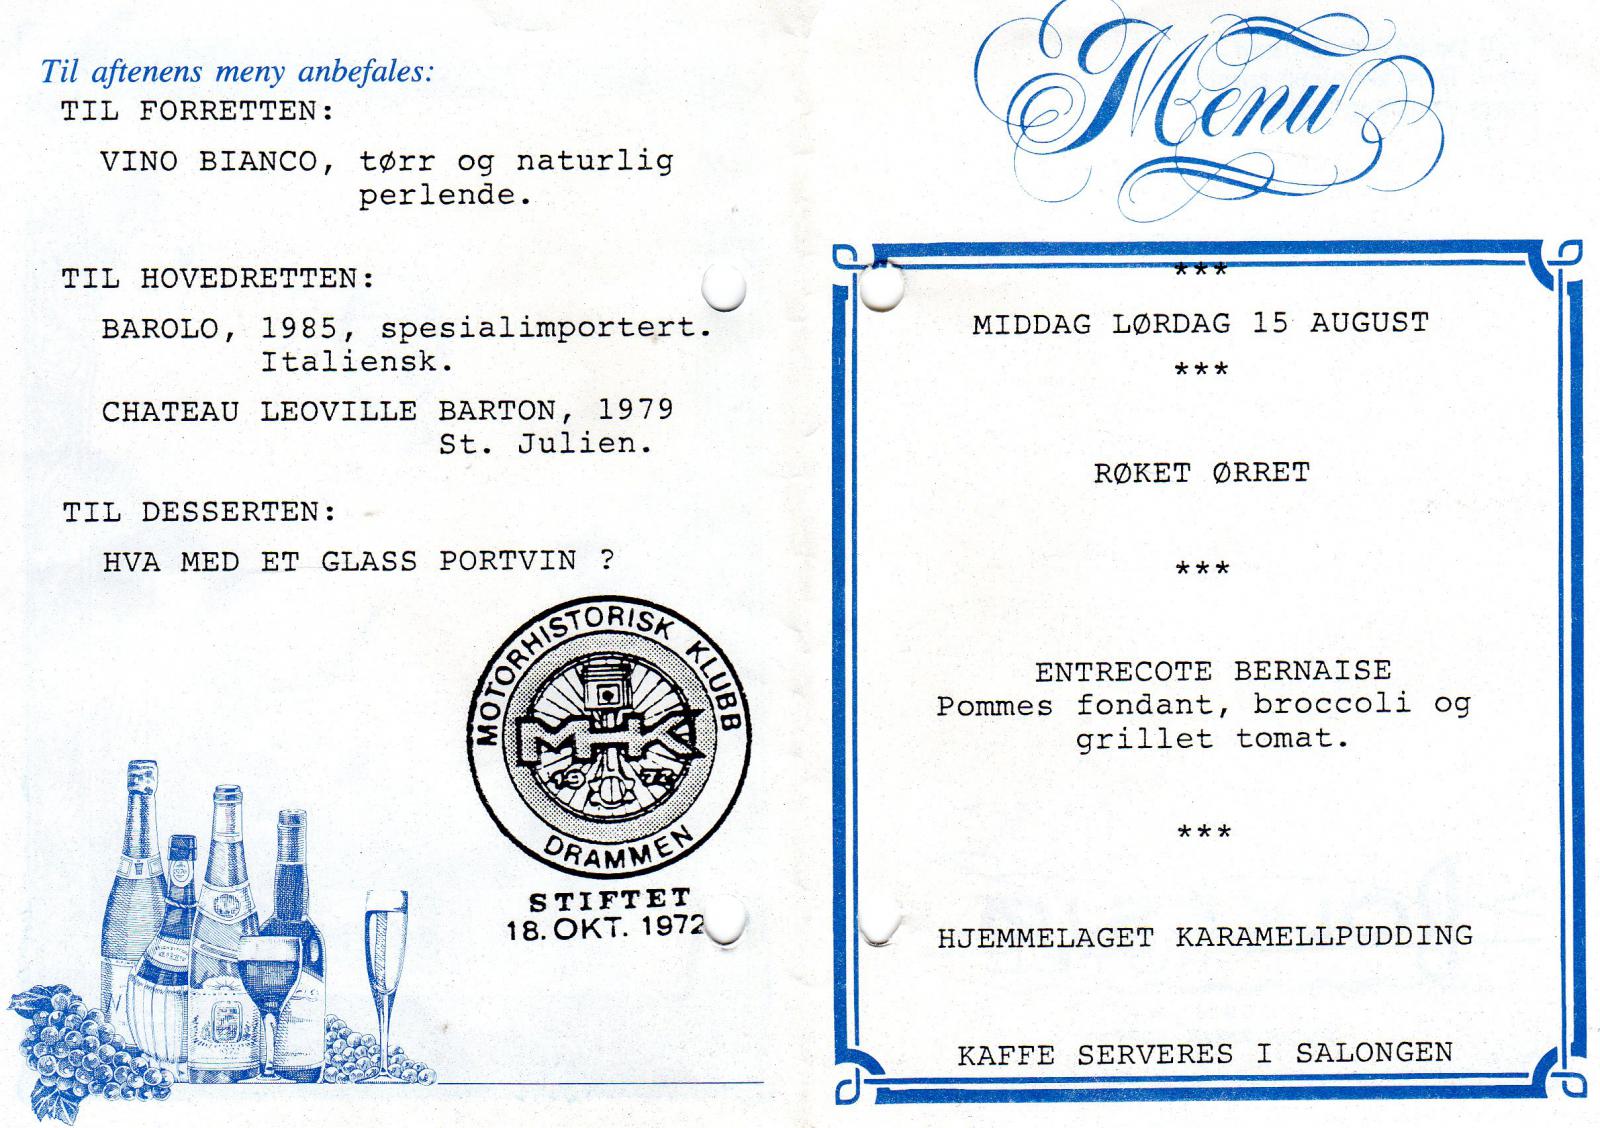 Til aftenens meny anbefales:
TIL FORRETTEN:
VINO BIANCO, tørr og naturlig
perlende.
TIL HOVEDRETTEN:
BAROLO, 1985, spesialimportert.
Italiensk.
CHATEAU LEOVILLE BARTON, 1979
St. Julien.
TIL DESSERTEN:
HVA MED ET GLASS PORTVIN ?
MOTORHISTORISK KLUBB
MHK
1972
DRAMMEN
STIFTET
18. OKT. 1972
Menu
***
MIDDAG LØRDAG 15 AUGUST
***
RØKET ØRRET
***
ENTRECOTE BERNAISE
Pommes fondant, broccoli og
grillet tomat.
***
HJEMMELAGET KARAMELLPUDDING
KAFFE SERVERES I SALONGEN